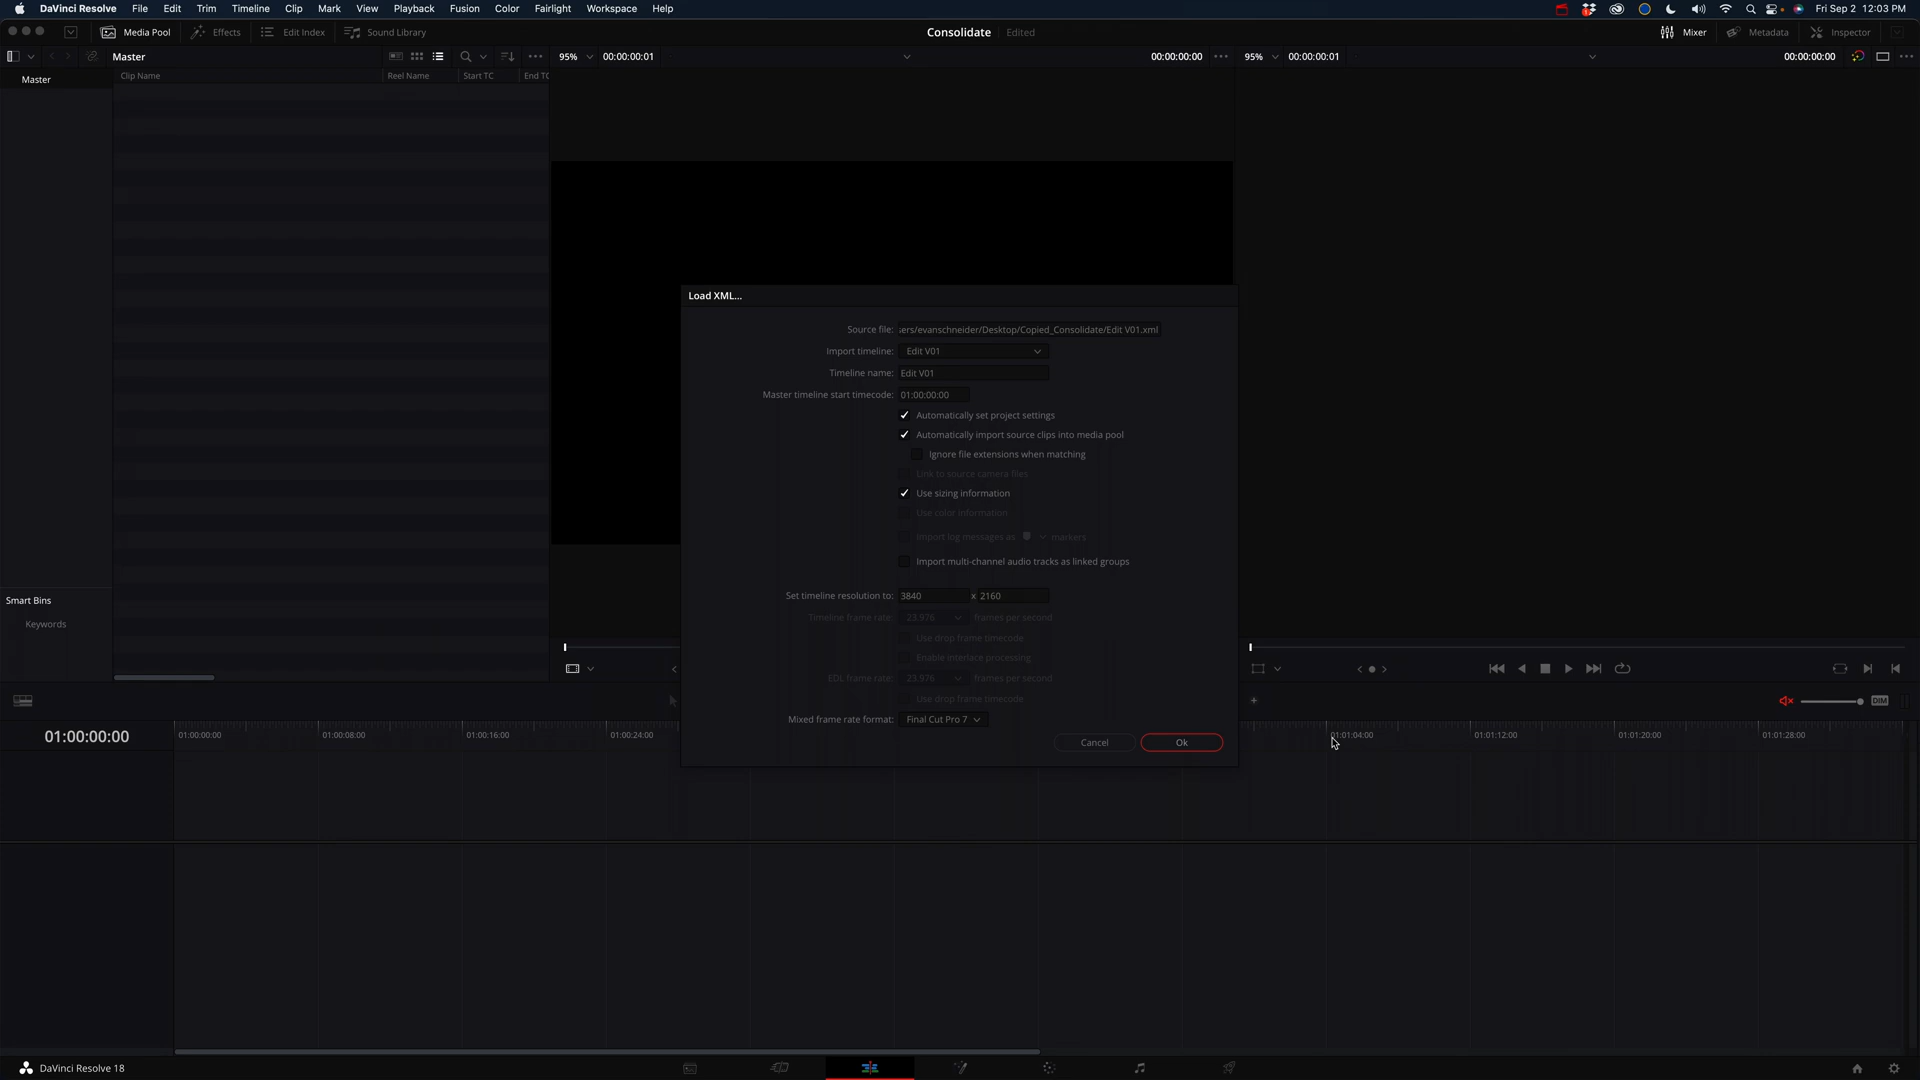 DaVinci Resolve File Edit Trim Timeline Clip Mark View Playback Fusion Color Fairlight Workspace Help Fri Sep 2 12:03 PM
Media Pool Effects Edit Index Sound Library Consolidate Edited Mixer Metadata Inspector
Master 95% 00:00:00:01 00:00:00:00 95% 00:00:00:01 00:00:00:00
Master
Clip Name Reel Name Start TC End TC
Load XML...
Source file: sers/evanschneider/Desktop/Copied_Consolidate/Edit V01.xml
Import timeline: Edit V01
Timeline name: Edit V01
Master timeline start timecode: 01:00:00:00
Automatically set project settings
Automatically import source clips into media pool
Ignore file extensions when matching
Link to source camera files
Use sizing information
Use color information
Import log messages as markers
Import multi-channel audio tracks as linked groups
Set timeline resolution to: 3840 x 2160
Timeline frame rate: 23.976 frames per second
Use drop frame timecode
Enable interlace processing
EDL frame rate: 23.976 frames per second
Use drop frame timecode
Mixed frame rate format: Final Cut Pro 7
Cancel Ok
Smart Bins
Keywords
DIM
01:00:00:00 01:00:00:00 01:00:08:00 01:00:16:00 01:00:24:00 01:01:04:00 01:01:12:00 01:01:20:00 01:01:28:00
DaVinci Resolve 18